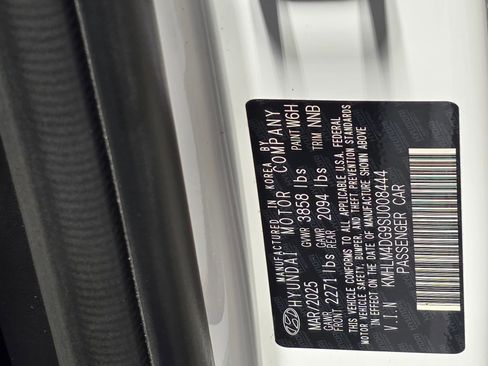 MANUFACTURED IN KOREA BY
HYUNDAI MOTOR COMPANY
MAR/2025 GVWR 3858 lbs PAINT W6H
GAWR FRONT 2271 lbs GAWR REAR 2094 lbs TRIM NNB
THIS VEHICLE CONFORMS TO ALL APPLICABLE U.S.A. FEDERAL
MOTOR VEHICLE SAFETY, BUMPER, AND THEFT PREVENTION STANDARDS
IN EFFECT ON THE DATE OF MANUFACTURE SHOWN ABOVE
V.I.N KMHLM4DG9SU008444
PASSENGER CAR